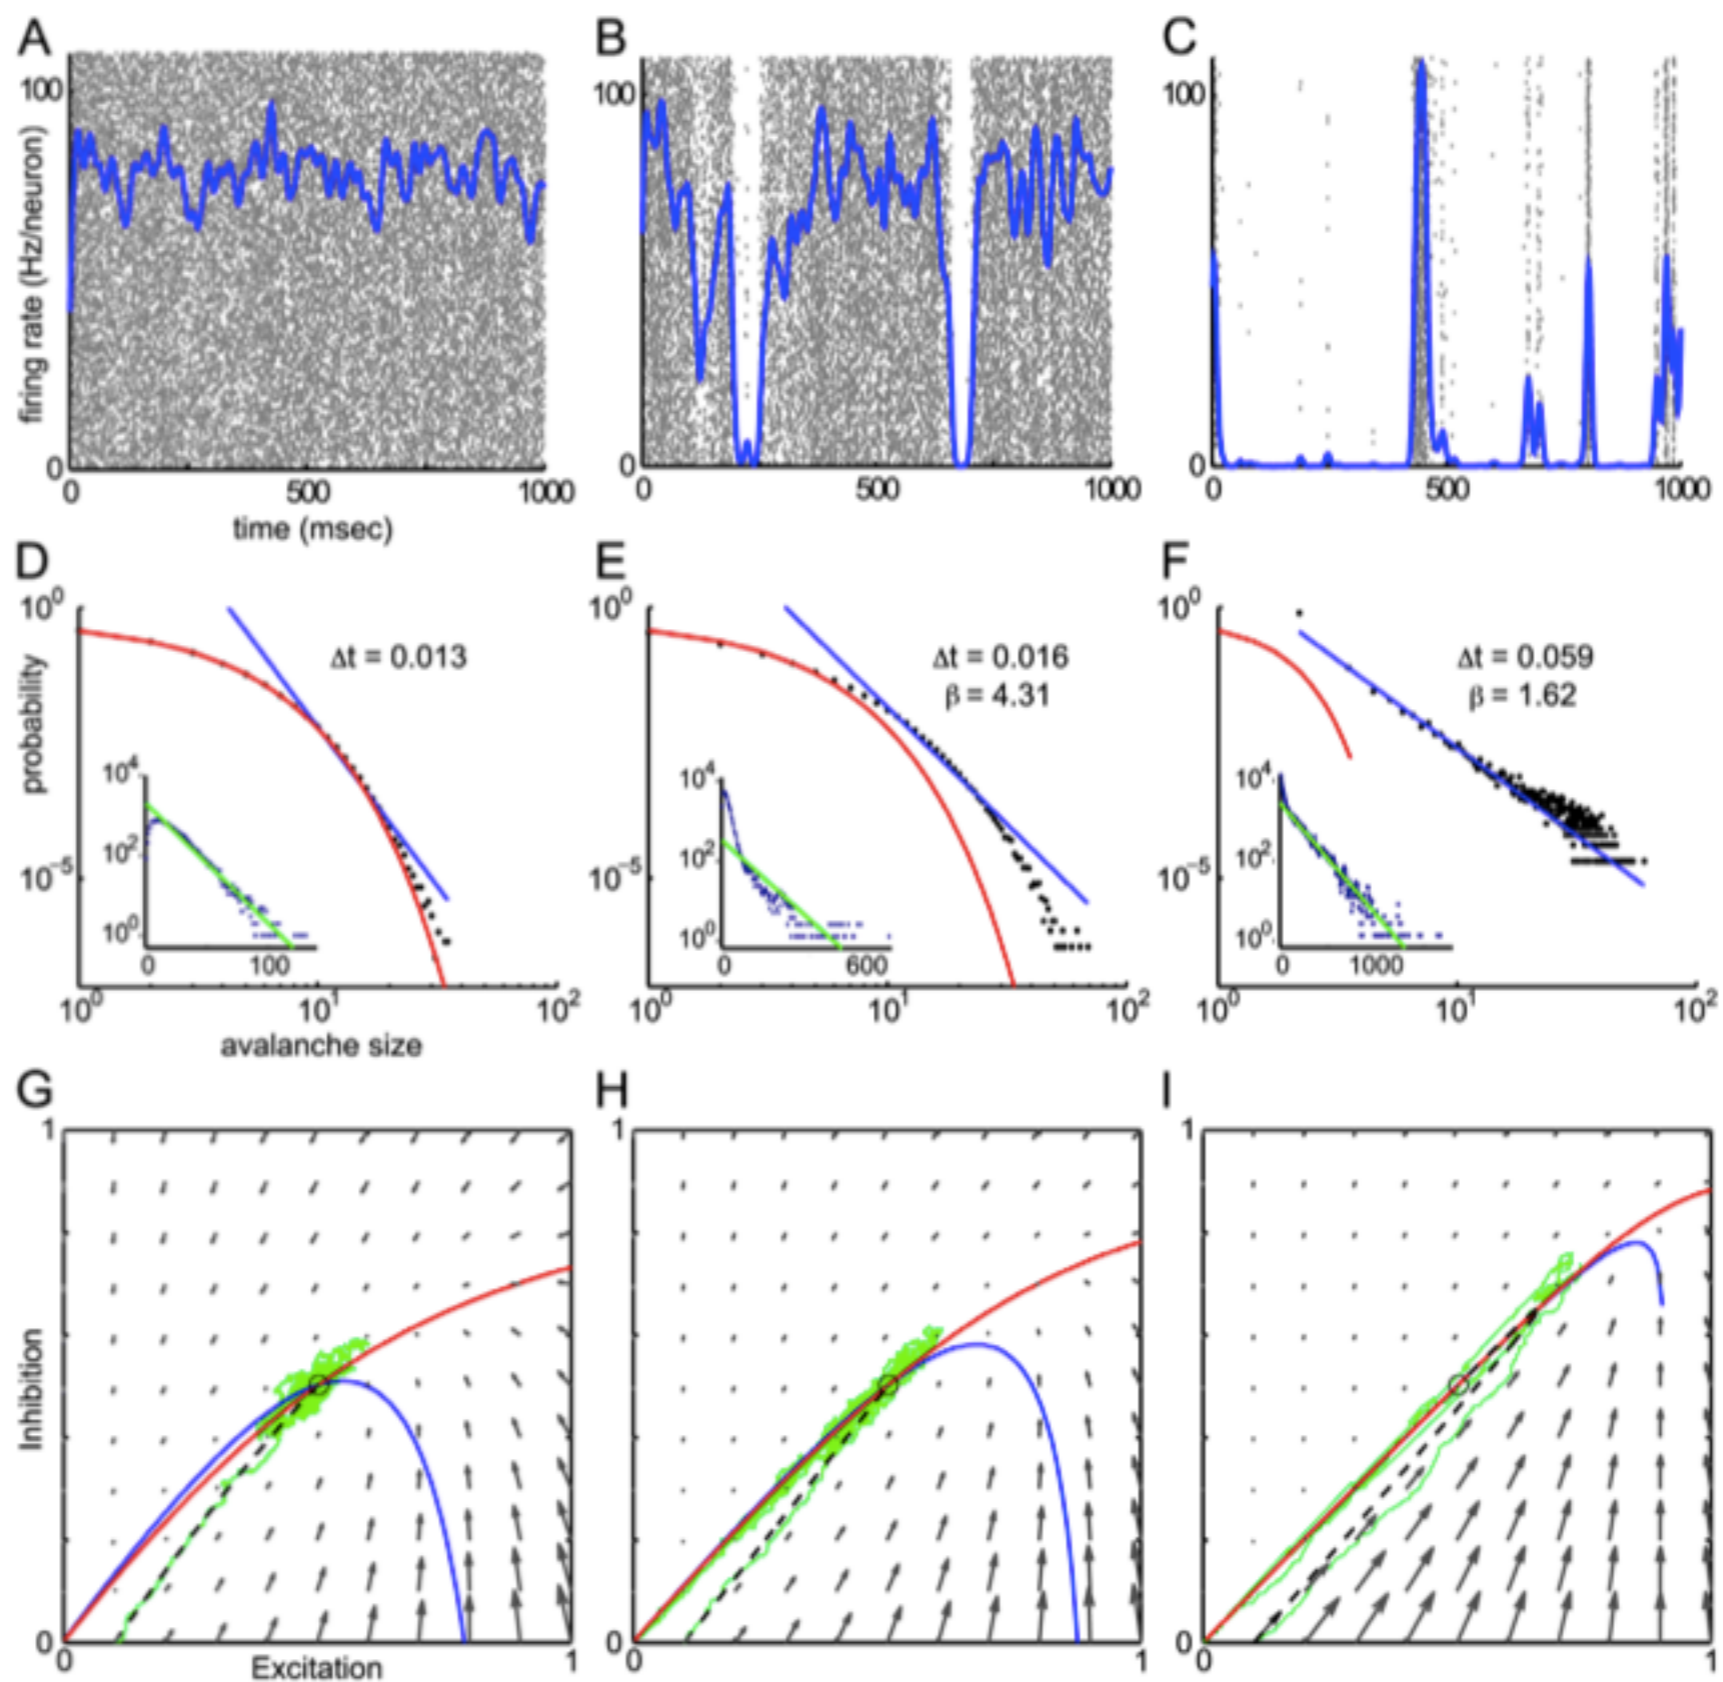 A
B
C
firing rate (Hz/neuron)
100
0
0
500
1000
time (msec)
100
0
0
500
1000
100
0
0
500
1000
D
E
F
probability
10⁰
10⁻⁵
Δt = 0.013
10⁴
10²
10⁰
0
100
10⁰
10¹
10²
avalanche size
10⁰
10⁻⁵
Δt = 0.016
β = 4.31
10⁴
10²
10⁰
0
600
10⁰
10¹
10²
10⁰
10⁻⁵
Δt = 0.059
β = 1.62
10⁴
10²
10⁰
0
1000
10⁰
10¹
10²
G
H
I
Inhibition
1
0
0
Excitation
1
1
0
0
1
1
0
0
1